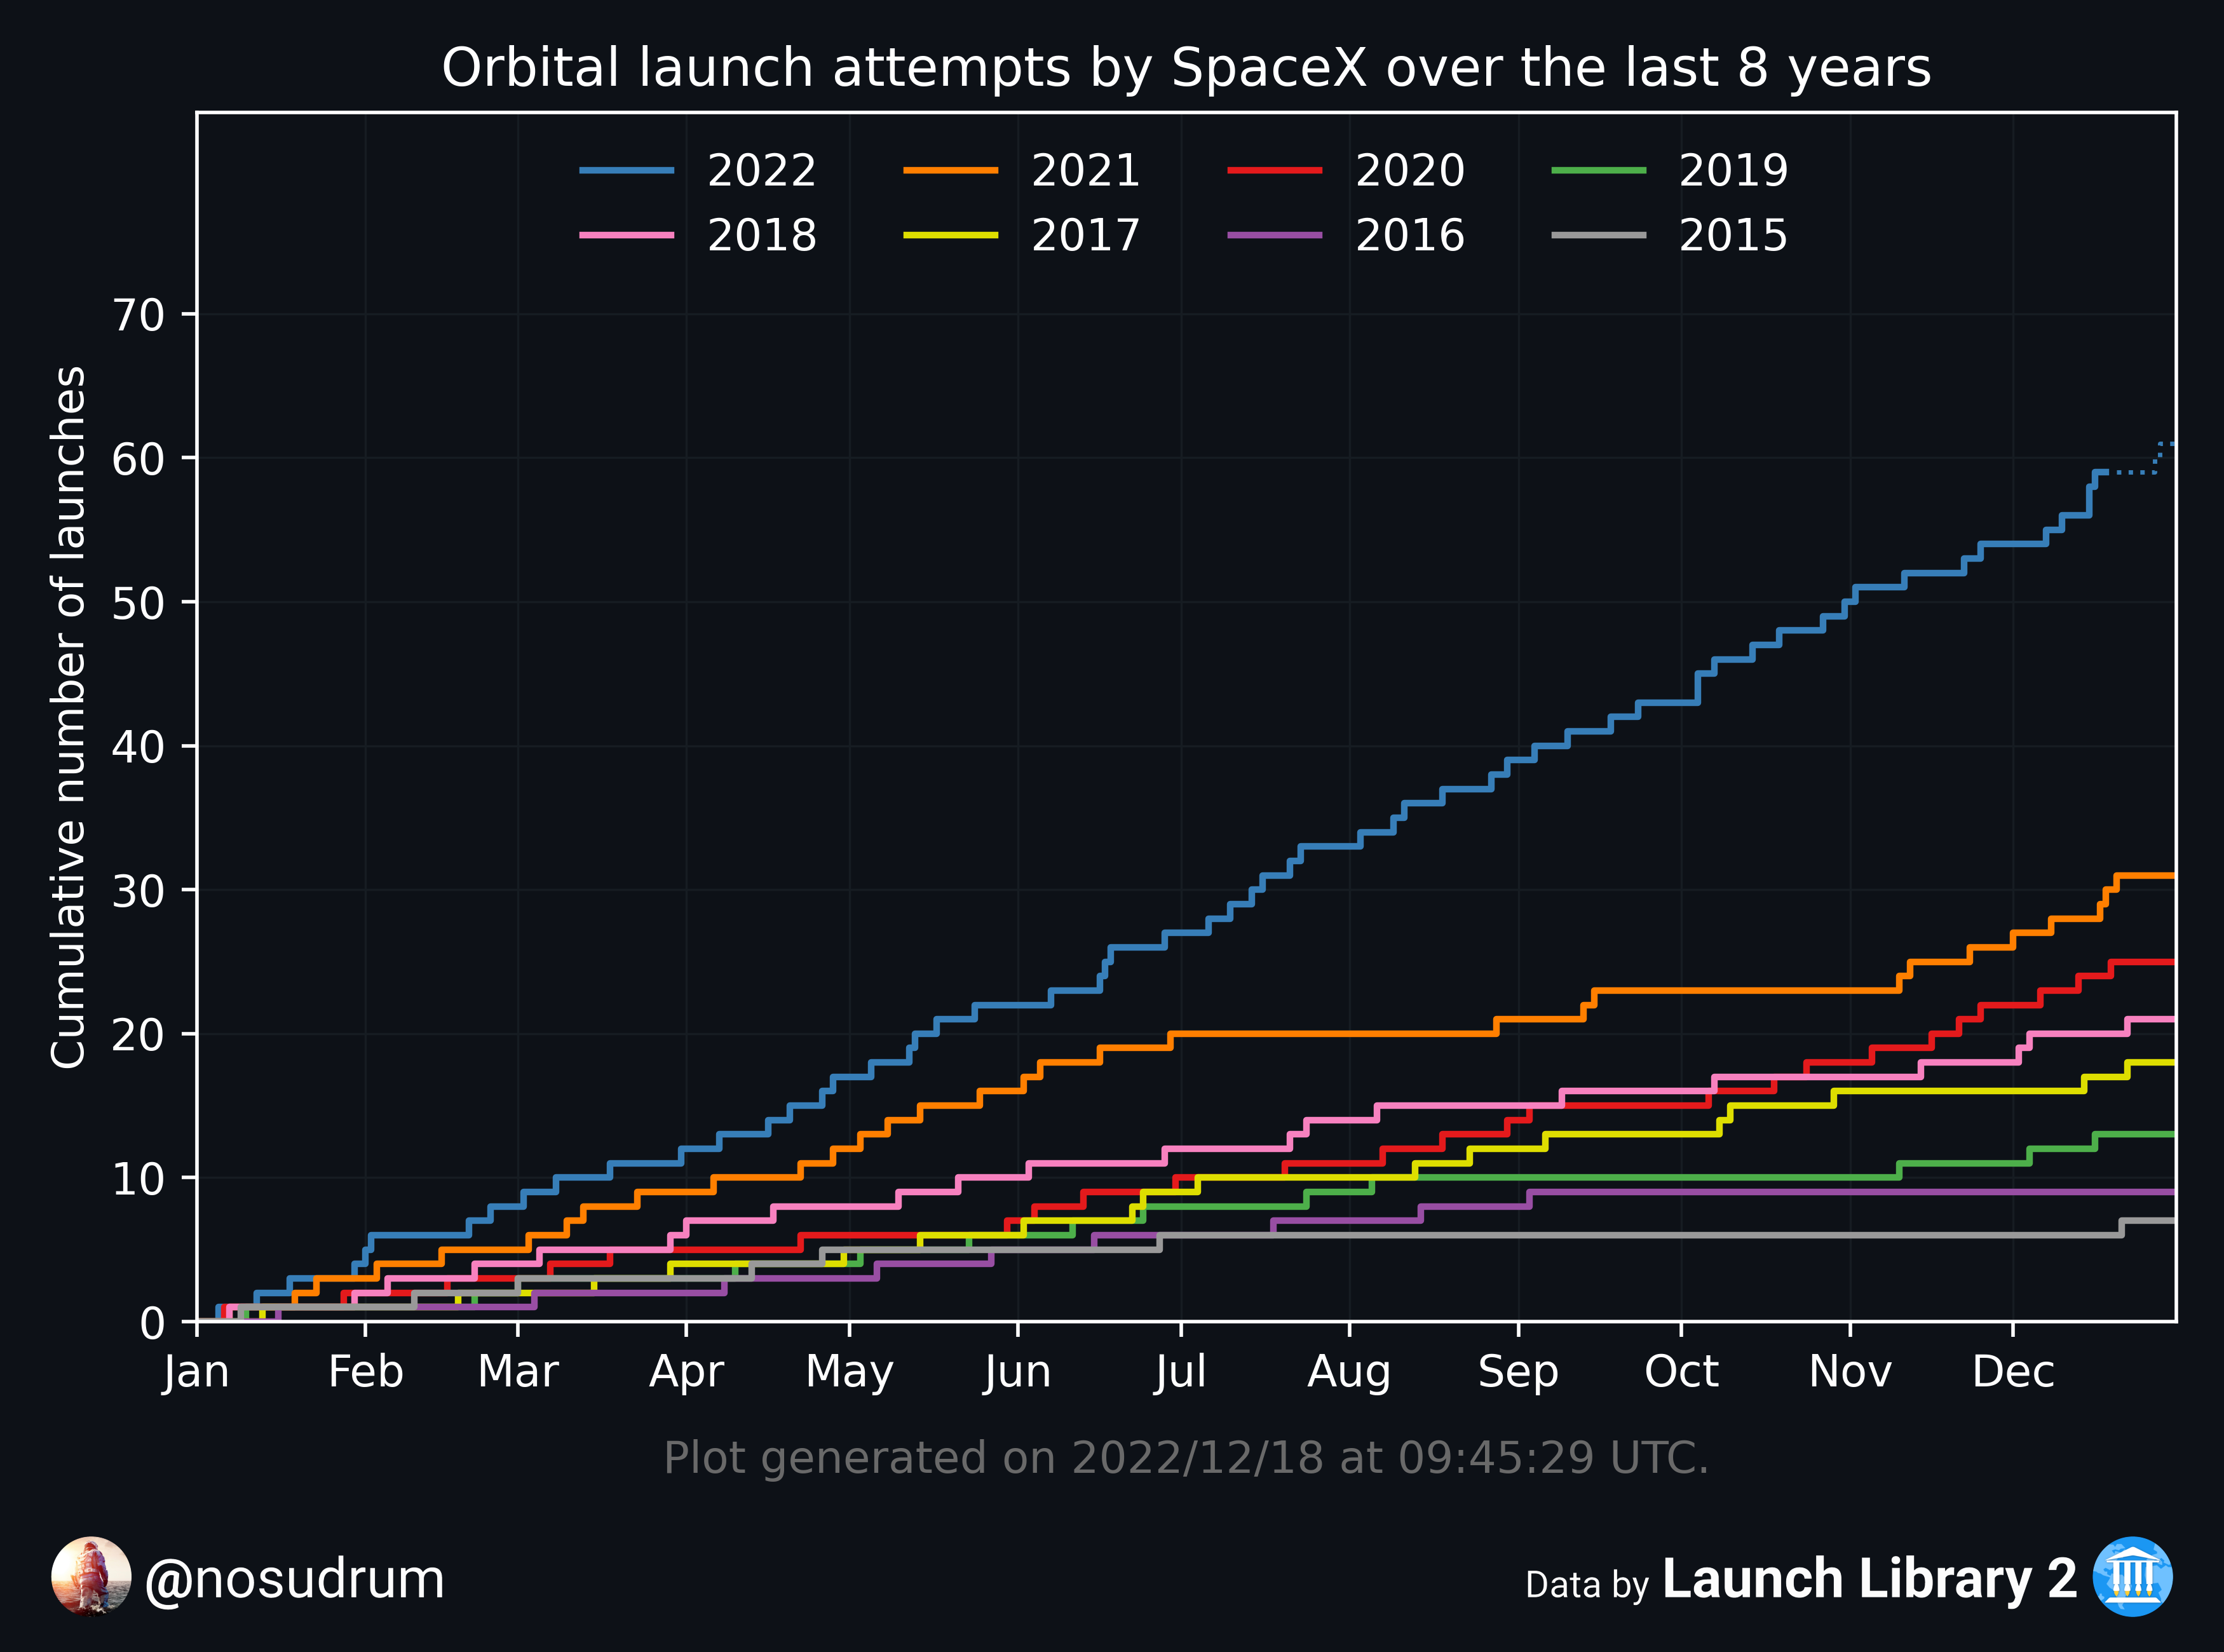 Orbital launch attempts by SpaceX over the last 8 years
2022 2021 2020 2019
2018 2017 2016 2015
Cumulative number of launches
70
60
50
40
30
20
10
0
Jan Feb Mar Apr May Jun Jul Aug Sep Oct Nov Dec
Plot generated on 2022/12/18 at 09:45:29 UTC.
@nosudrum
Data by Launch Library 2